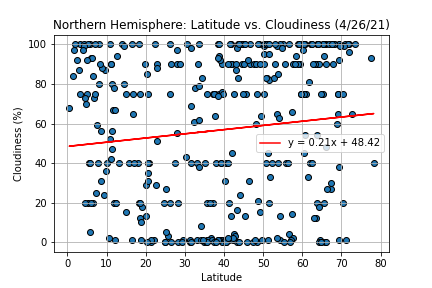 Northern Hemisphere: Latitude vs. Cloudiness (4/26/21)
100
80
60
40
20
0
Cloudiness (%)
y = 0.21x + 48.42
0 10 20 30 40 50 60 70 80
Latitude